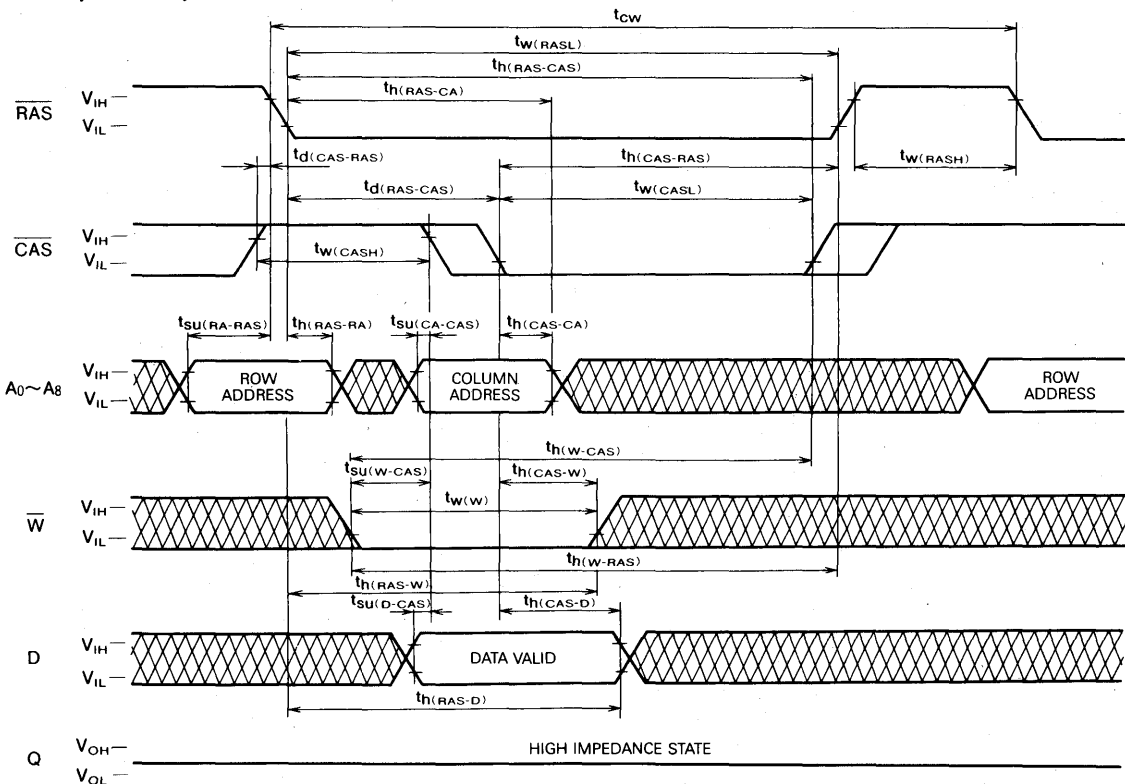 tCW
tW(RASL)
th(RAS-CAS)
th(RAS-CA)
RAS
VIH
VIL
td(CAS-RAS)
th(CAS-RAS)
tW(RASH)
td(RAS-CAS)
tW(CASL)
CAS
VIH
VIL
tW(CASH)
tsu(RA-RAS)
th(RAS-RA)
tsu(CA-CAS)
th(CAS-CA)
A0~A8
VIH
VIL
ROW
ADDRESS
COLUMN
ADDRESS
ROW
ADDRESS
th(W-CAS)
tsu(W-CAS)
th(CAS-W)
tW(W)
W
VIH
VIL
th(W-RAS)
th(RAS-W)
tsu(D-CAS)
th(CAS-D)
D
VIH
VIL
DATA VALID
th(RAS-D)
Q
VOH
VOL
HIGH IMPEDANCE STATE